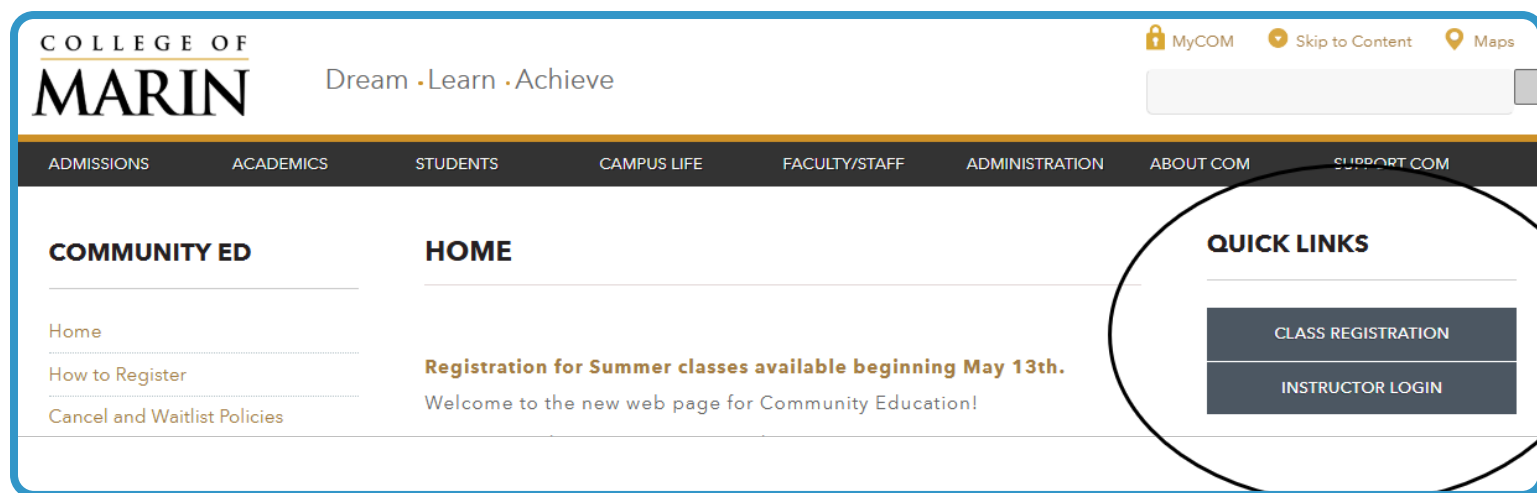 COLLEGE OF
MARIN
Dream · Learn · Achieve
MyCOM Skip to Content Maps
ADMISSIONS ACADEMICS STUDENTS CAMPUS LIFE FACULTY/STAFF ADMINISTRATION ABOUT COM SUPPORT COM
COMMUNITY ED
Home
How to Register
Cancel and Waitlist Policies
HOME
Registration for Summer classes available beginning May 13th.
Welcome to the new web page for Community Education!
QUICK LINKS
CLASS REGISTRATION
INSTRUCTOR LOGIN